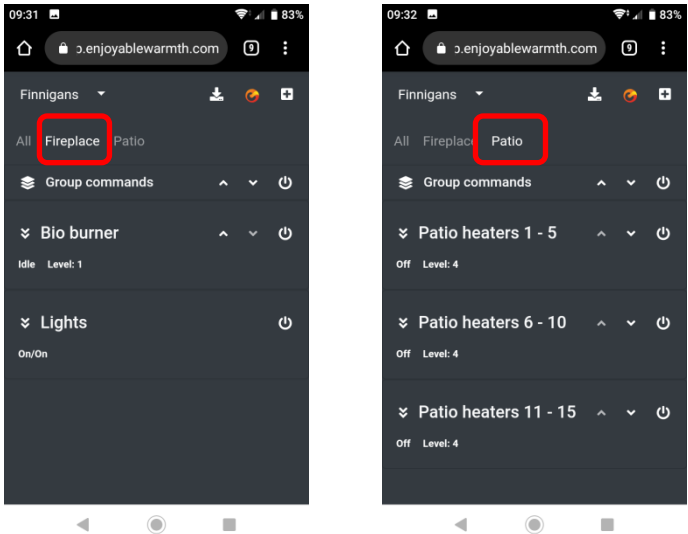 09:31 83%
ɔ.enjoyablewarmth.com 9
Finnigans
All Fireplace Patio
Group commands
Bio burner
Idle Level: 1
Lights
On/On
09:32 83%
ɔ.enjoyablewarmth.com 9
Finnigans
All Fireplace Patio
Group commands
Patio heaters 1 - 5
Off Level: 4
Patio heaters 6 - 10
Off Level: 4
Patio heaters 11 - 15
Off Level: 4